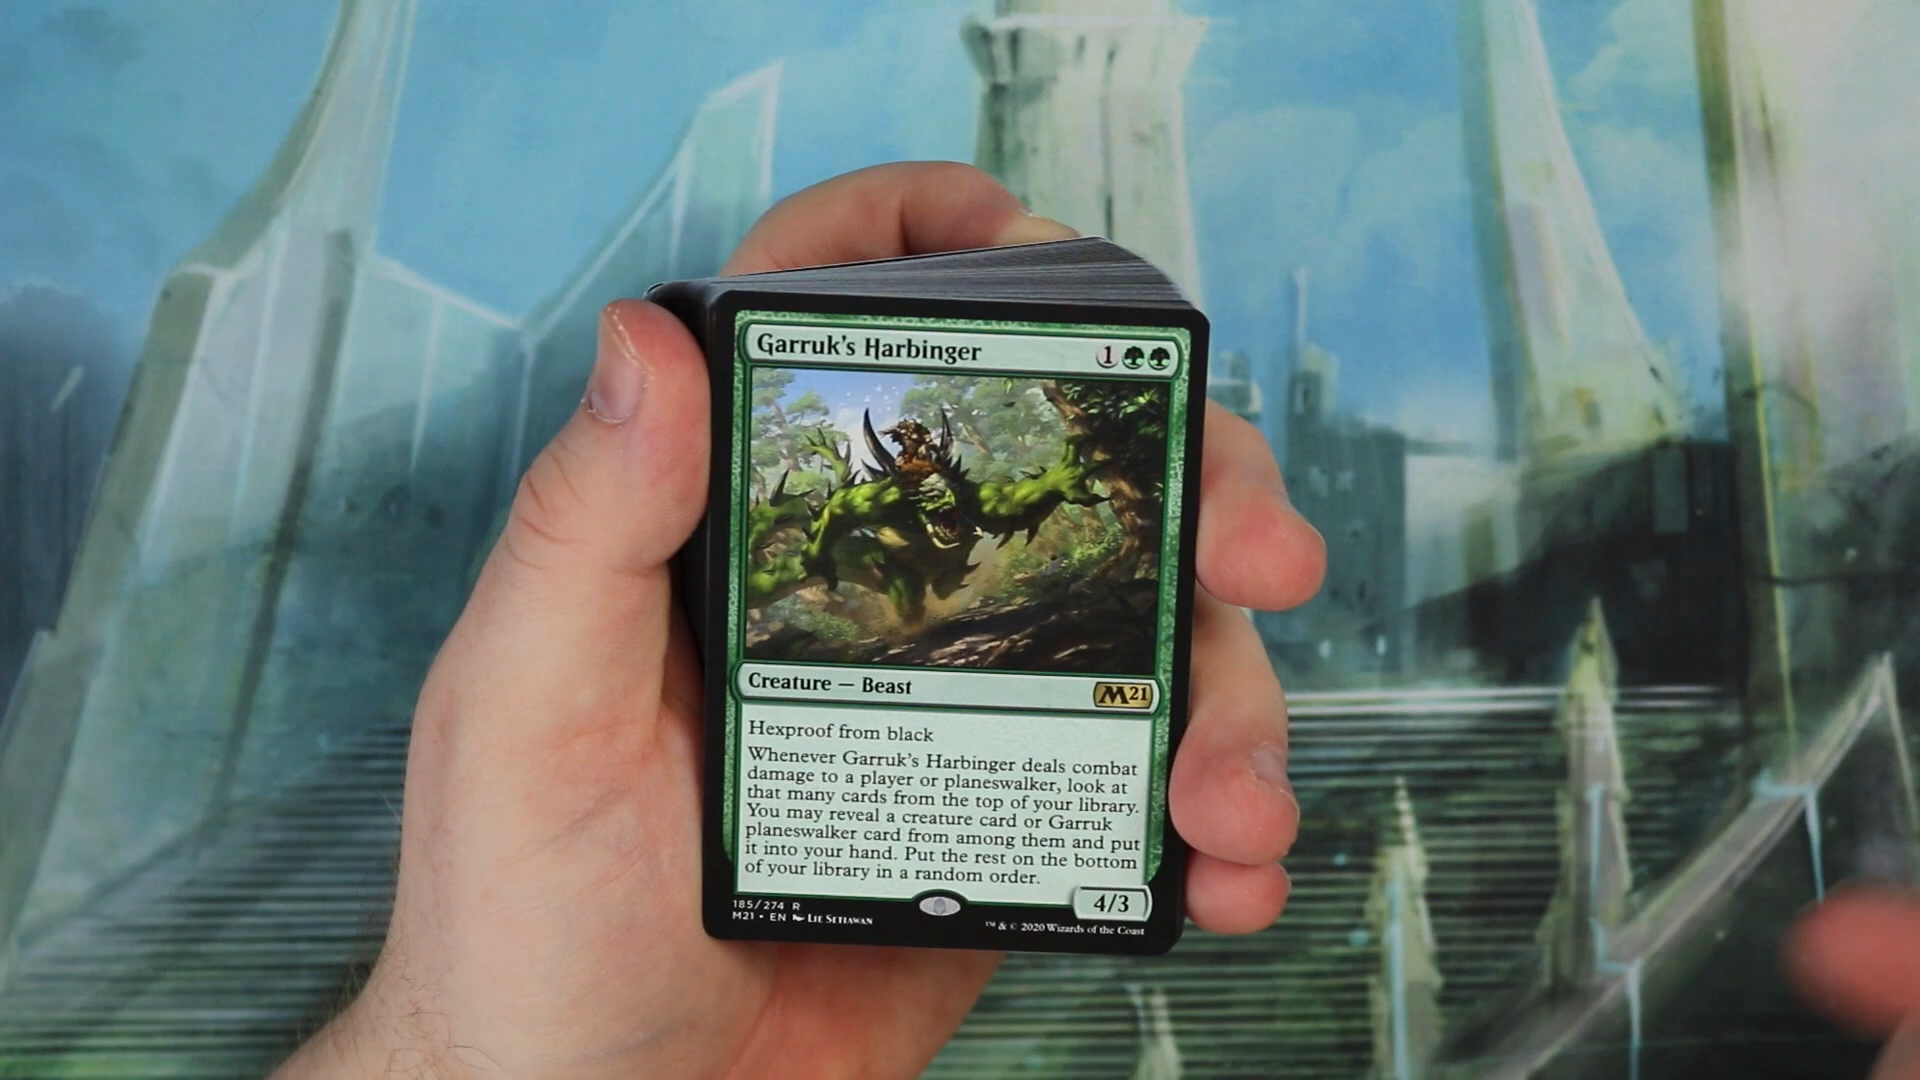 Garruk's Harbinger 1
Creature — Beast M21
Hexproof from black
Whenever Garruk's Harbinger deals combat
damage to a player or planeswalker, look at
that many cards from the top of your library.
You may reveal a creature card or Garruk
planeswalker card from among them and put
it into your hand. Put the rest on the bottom
of your library in a random order.
4/3
185/274 R
M21 • EN Lie Setiawan
™ & © 2020 Wizards of the Coast